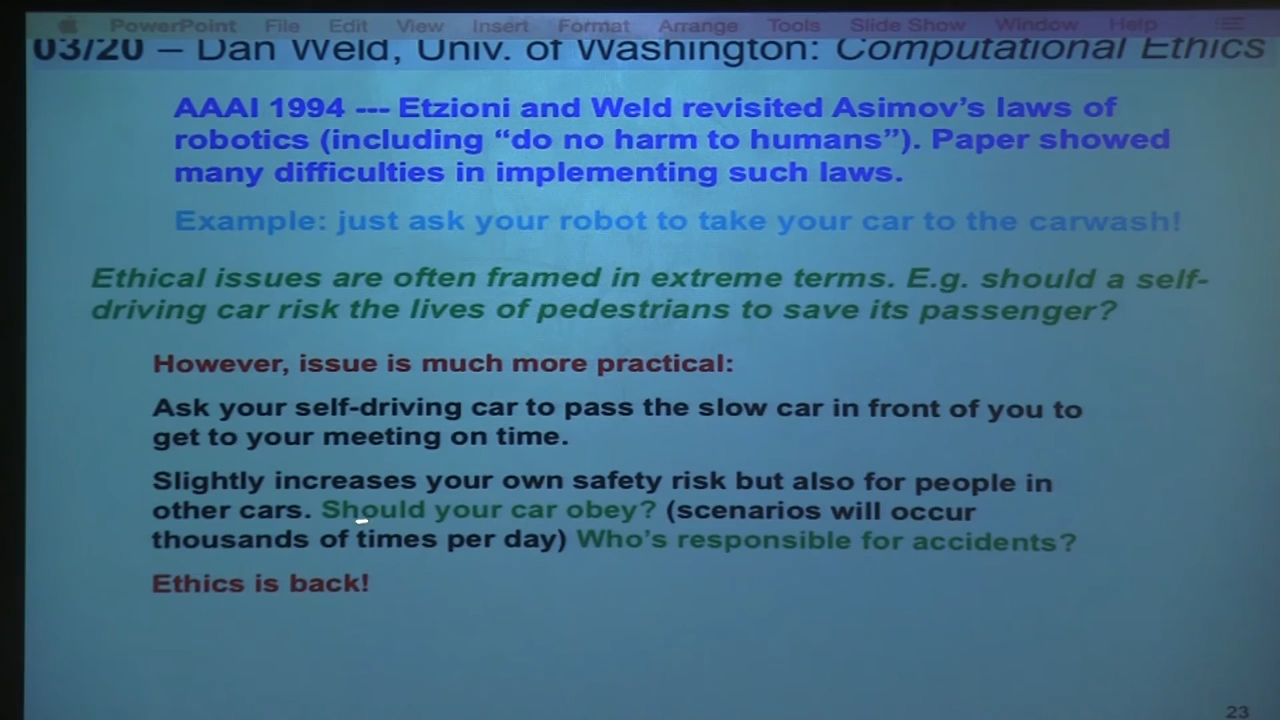 PowerPoint File Edit View Insert Format Arrange Tools Slide Show Window Help
03/20 – Dan Weld, Univ. of Washington: Computational Ethics
AAAI 1994 --- Etzioni and Weld revisited Asimov's laws of
robotics (including “do no harm to humans”). Paper showed
many difficulties in implementing such laws.
Example: just ask your robot to take your car to the carwash!
Ethical issues are often framed in extreme terms. E.g. should a self-
driving car risk the lives of pedestrians to save its passenger?
However, issue is much more practical:
Ask your self-driving car to pass the slow car in front of you to
get to your meeting on time.
Slightly increases your own safety risk but also for people in
other cars. Should your car obey? (scenarios will occur
thousands of times per day) Who's responsible for accidents?
Ethics is back!
23